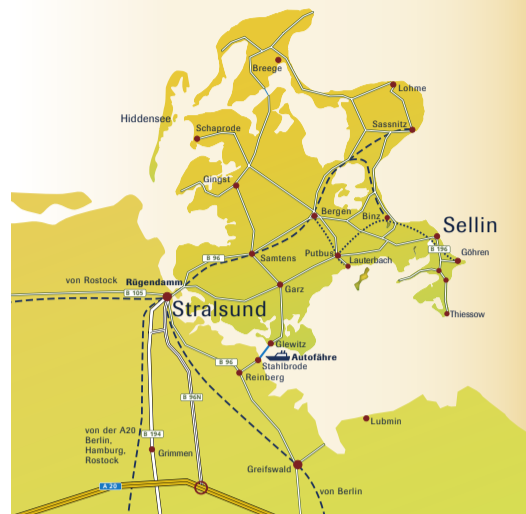 Breege
Lohme
Hiddensee
Schaprode
Sassnitz
Gingst
Bergen
Binz
Sellin
B 196
Göhren
Putbus
Lauterbach
B 96
Samtens
von Rostock
Rügendamm
B 105
Garz
Stralsund
Thiessow
Glewitz
Autofähre
Stahlbrode
B 96
Reinberg
B 96N
Lubmin
von der A20
Berlin,
Hamburg,
Rostock
B 194
Grimmen
Greifswald
A 20
von Berlin